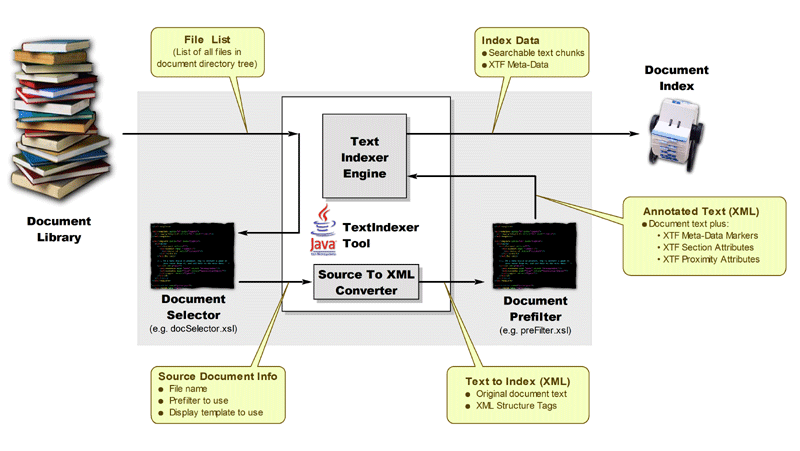 File List
(List of all files in
document directory tree)
Index Data
Searchable text chunks
XTF Meta-Data
Document
Index
Text
Indexer
Engine
Document
Library
Java
TextIndexer
Tool
Annotated Text (XML)
Document text plus:
XTF Meta-Data Markers
XTF Section Attributes
XTF Proximity Attributes
Source To XML
Converter
Document
Selector
(e.g. docSelector.xsl)
Document
Prefilter
(e.g. preFilter.xsl)
Source Document Info
File name
Prefilter to use
Display template to use
Text to Index (XML)
Original document text
XML Structure Tags